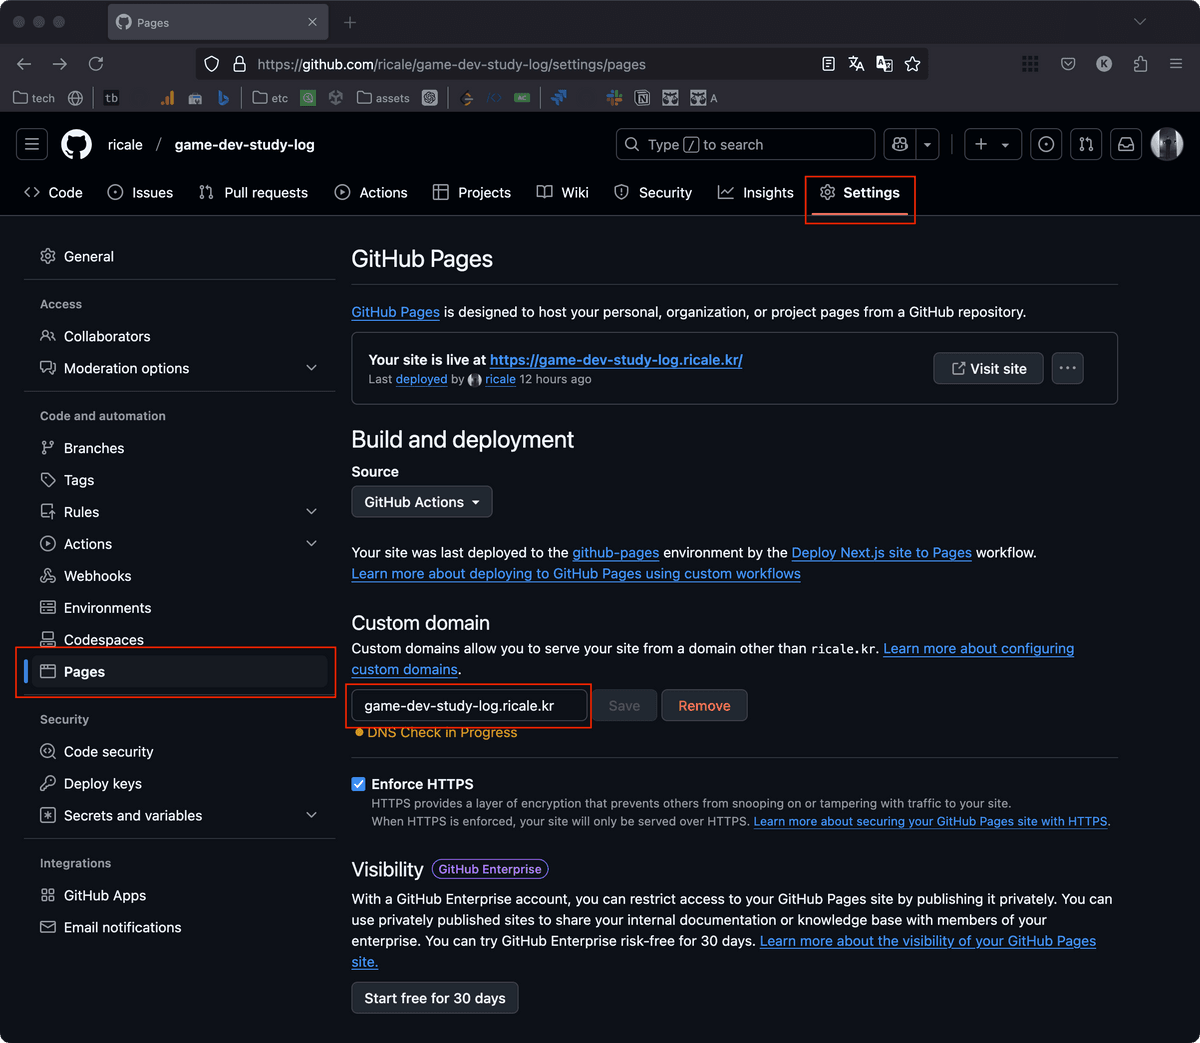 Pages
https://github.com/ricale/game-dev-study-log/settings/pages
K
tech
tb
etc
assets
A
ricale / game-dev-study-log
Type / to search
Code
Issues
Pull requests
Actions
Projects
Wiki
Security
Insights
Settings
General
Access
Collaborators
Moderation options
Code and automation
Branches
Tags
Rules
Actions
Webhooks
Environments
Codespaces
Pages
Security
Code security
Deploy keys
Secrets and variables
Integrations
GitHub Apps
Email notifications
GitHub Pages
GitHub Pages is designed to host your personal, organization, or project pages from a GitHub repository.
Your site is live at https://game-dev-study-log.ricale.kr/
Last deployed by ricale 12 hours ago
Visit site
Build and deployment
Source
GitHub Actions
Your site was last deployed to the github-pages environment by the Deploy Next.js site to Pages workflow.
Learn more about deploying to GitHub Pages using custom workflows
Custom domain
Custom domains allow you to serve your site from a domain other than ricale.kr. Learn more about configuring
custom domains.
game-dev-study-log.ricale.kr
Save
Remove
DNS Check in Progress
Enforce HTTPS
HTTPS provides a layer of encryption that prevents others from snooping on or tampering with traffic to your site.
When HTTPS is enforced, your site will only be served over HTTPS. Learn more about securing your GitHub Pages site with HTTPS.
Visibility GitHub Enterprise
With a GitHub Enterprise account, you can restrict access to your GitHub Pages site by publishing it privately. You can
use privately published sites to share your internal documentation or knowledge base with members of your
enterprise. You can try GitHub Enterprise risk-free for 30 days. Learn more about the visibility of your GitHub Pages
site.
Start free for 30 days